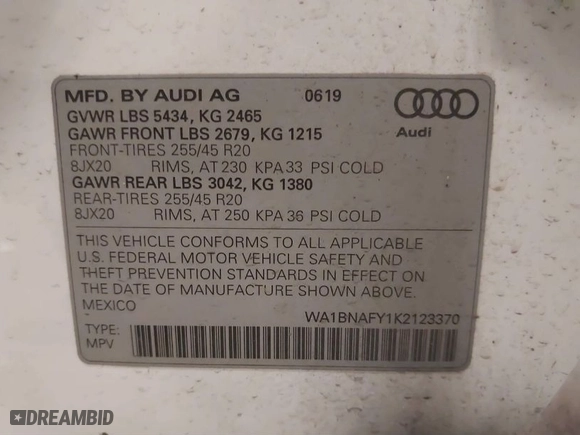 MFD. BY AUDI AG 0619
GVWR LBS 5434, KG 2465
GAWR FRONT LBS 2679, KG 1215
Audi
FRONT-TIRES 255/45 R20
8JX20 RIMS, AT 230 KPA 33 PSI COLD
GAWR REAR LBS 3042, KG 1380
REAR-TIRES 255/45 R20
8JX20 RIMS, AT 250 KPA 36 PSI COLD
THIS VEHICLE CONFORMS TO ALL APPLICABLE
U.S. FEDERAL MOTOR VEHICLE SAFETY AND
THEFT PREVENTION STANDARDS IN EFFECT ON
THE DATE OF MANUFACTURE SHOWN ABOVE.
MEXICO
WA1BNAFY1K2123370
TYPE:
MPV
DREAMBID